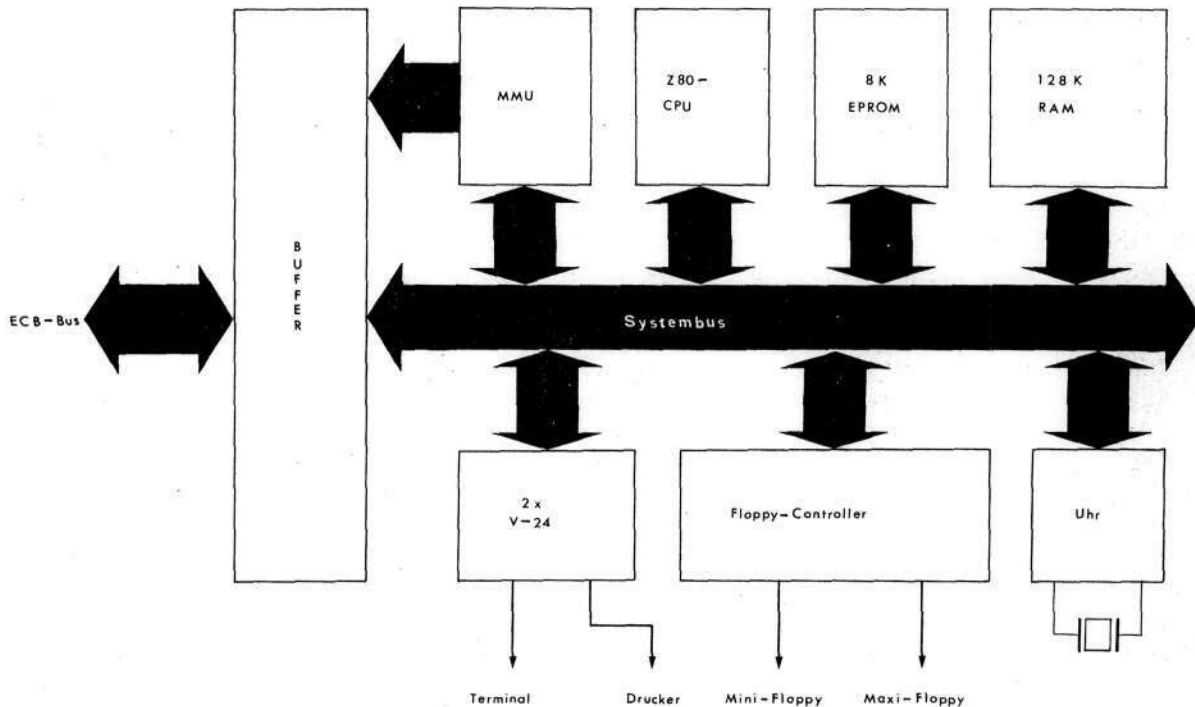 MMU
Z80-
CPU
8K
EPROM
128K
RAM
BUFFER
ECB-Bus
Systembus
2x
V-24
Floppy-Controller
Uhr
Terminal
Drucker
Mini-Floppy
Maxi-Floppy